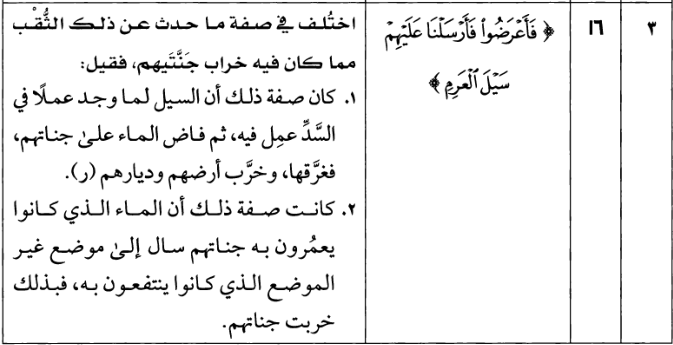 ٣
١٦
﴿ فَأَعْرَضُوا۟ فَأَرْسَلْنَا عَلَيْهِمْ
سَيْلَ ٱلْعَرِمِ ﴾
اختُلف في صفة ما حدث عن ذلك الثُّقْب
مما كان فيه خراب جَنَّتَيهم، فقيل:
١. كان صفة ذلك أن السيل لما وجد عملًا في
السَّدِّ عمِل فيه، ثم فاض الماء علىٰ جناتهم،
فغرَّقها، وخرَّب أرضهم وديارهم (ر).
٢. كانت صفة ذلك أن الماء الذي كانوا
يعمُرون به جناتهم سال إلىٰ موضع غير
الموضع الذي كانوا ينتفعون به، فبذلك
خربت جناتهم.